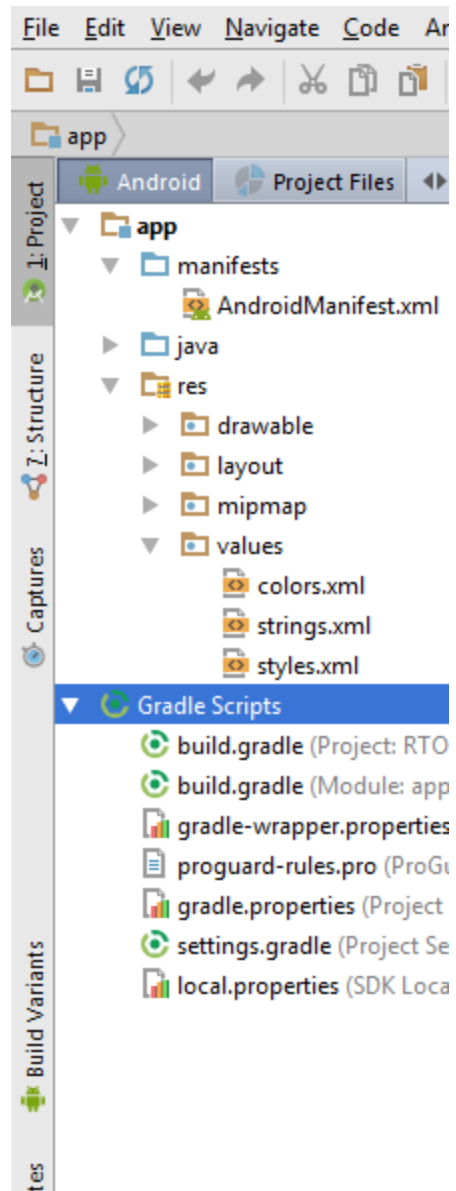 File Edit View Navigate Code
app
Android Project Files
1: Project
app
manifests
AndroidManifest.xml
java
res
drawable
layout
mipmap
values
colors.xml
strings.xml
styles.xml
Gradle Scripts
build.gradle (Project: RTO
build.gradle (Module: app
gradle-wrapper.properties
proguard-rules.pro (ProGu
gradle.properties (Project
settings.gradle (Project Se
local.properties (SDK Loca
7: Structure
Captures
Build Variants